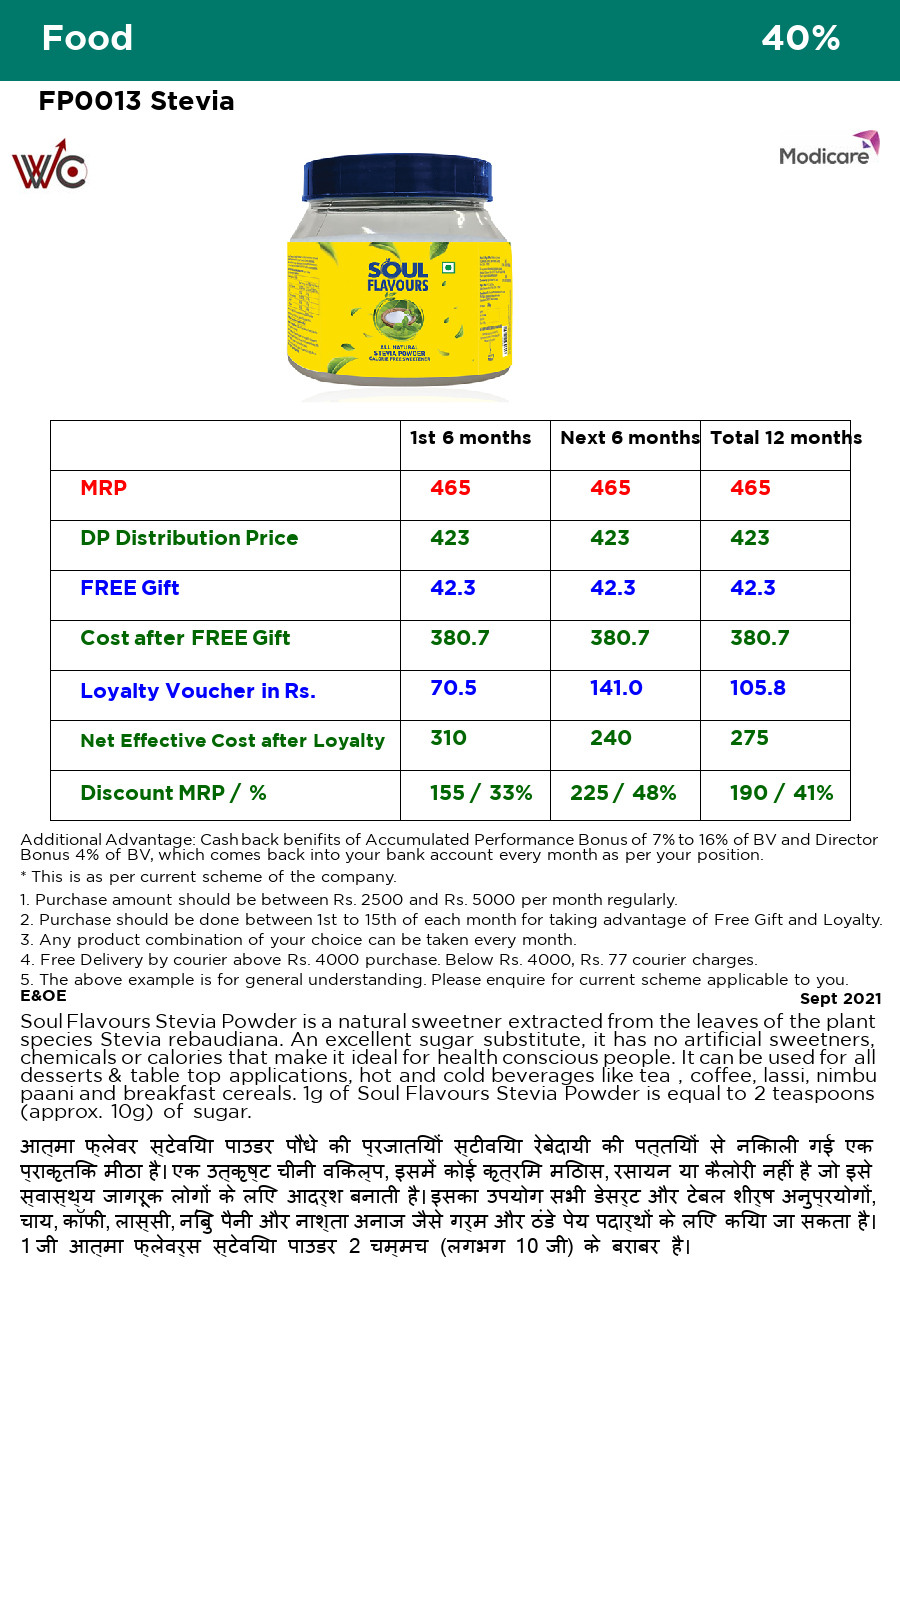 Food 40%
FP0013 Stevia
WC
Modicare
SOUL
FLAVOURS
ALL NATURAL
STEVIA POWDER
CALORIE FREE SWEETENER
1st 6 months Next 6 months Total 12 months
MRP 465 465 465
DP Distribution Price 423 423 423
FREE Gift 42.3 42.3 42.3
Cost after FREE Gift 380.7 380.7 380.7
Loyalty Voucher in Rs. 70.5 141.0 105.8
Net Effective Cost after Loyalty 310 240 275
Discount MRP / % 155 / 33% 225 / 48% 190 / 41%
Additional Advantage: Cashback benifits of Accumulated Performance Bonus of 7% to 16% of BV and Director
Bonus 4% of BV, which comes back into your bank account every month as per your position.
* This is as per current scheme of the company.
1. Purchase amount should be between Rs. 2500 and Rs. 5000 per month regularly.
2. Purchase should be done between 1st to 15th of each month for taking advantage of Free Gift and Loyalty.
3. Any product combination of your choice can be taken every month.
4. Free Delivery by courier above Rs. 4000 purchase. Below Rs. 4000, Rs. 77 courier charges.
5. The above example is for general understanding. Please enquire for current scheme applicable to you.
E&OE Sept 2021
Soul Flavours Stevia Powder is a natural sweetner extracted from the leaves of the plant
species Stevia rebaudiana. An excellent sugar substitute, it has no artificial sweetners,
chemicals or calories that make it ideal for health conscious people. It can be used for all
desserts & table top applications, hot and cold beverages like tea , coffee, lassi, nimbu
paani and breakfast cereals. 1g of Soul Flavours Stevia Powder is equal to 2 teaspoons
(approx. 10g) of sugar.
आत्मा फ्लेवर स्टेविया पाउडर पौधे की प्रजातियों स्टीविया रेबेदायी की पत्तियों से निकाली गई एक
प्राकृतिक मीठा है। एक उत्कृष्ट चीनी विकल्प, इसमें कोई कृत्रिम मिठास, रसायन या कैलोरी नहीं है जो इसे
स्वास्थ्य जागरूक लोगों के लिए आदर्श बनाती है। इसका उपयोग सभी डेसर्ट और टेबल शीर्ष अनुप्रयोगों,
चाय, कॉफी, लास्सी, निंबु पैनी और नाश्ता अनाज जैसे गर्म और ठंडे पेय पदार्थों के लिए किया जा सकता है।
1 जी आत्मा फ्लेवर्स स्टेविया पाउडर 2 चम्मच (लगभग 10 जी) के बराबर है।